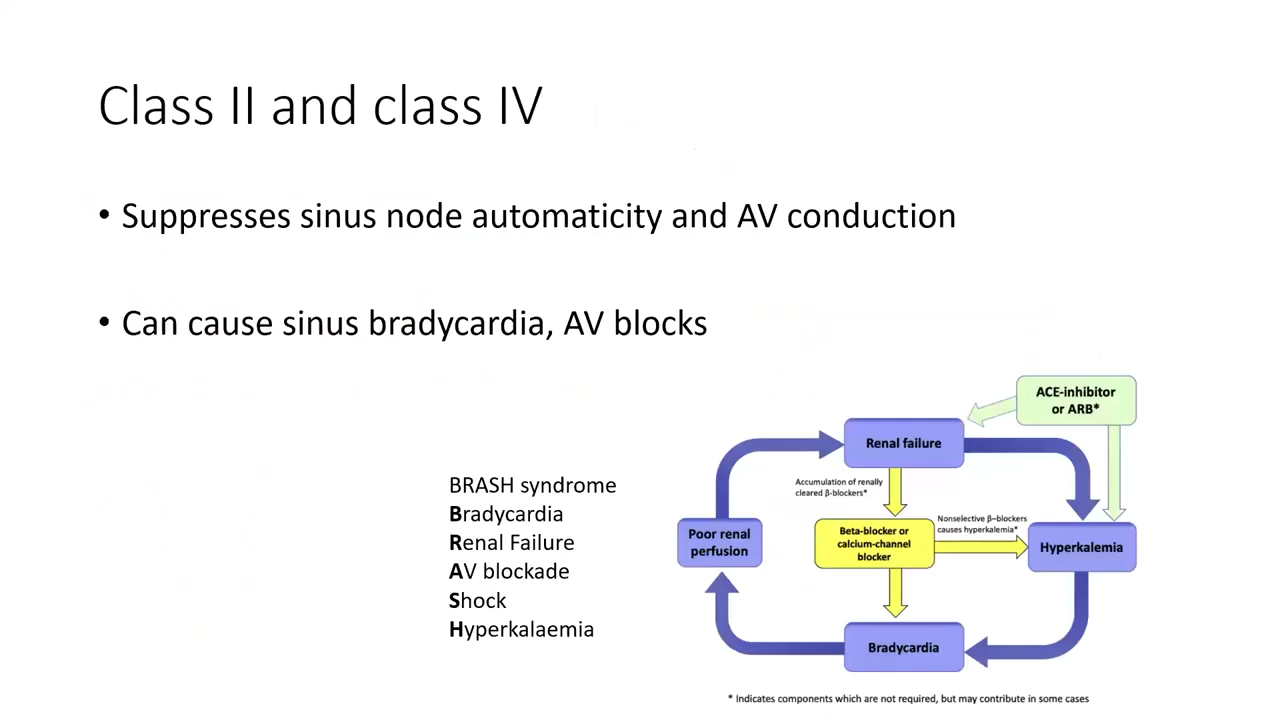 Class II and class IV
• Suppresses sinus node automaticity and AV conduction
• Can cause sinus bradycardia, AV blocks
BRASH syndrome
Bradycardia
Renal Failure
AV blockade
Shock
Hyperkalaemia
ACE-inhibitor
or ARB*
Renal failure
Accumulation of renally
cleared β-blockers*
Poor renal
perfusion
Beta-blocker or
calcium-channel
blocker
Nonselective β–blockers
causes hyperkalemia*
Hyperkalemia
Bradycardia
* Indicates components which are not required, but may contribute in some cases